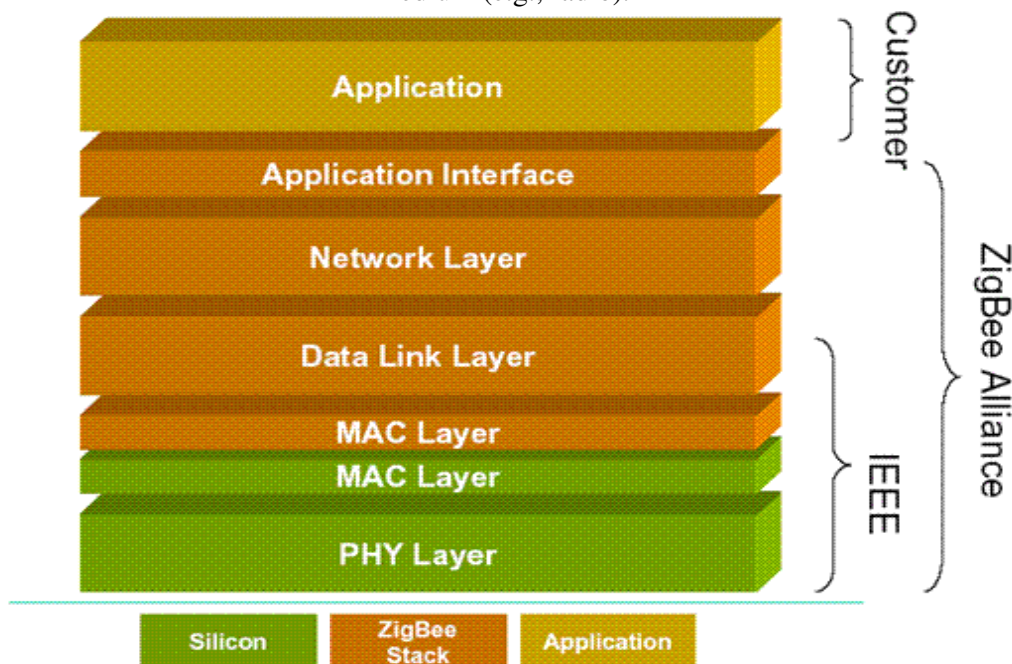 Application
Application Interface
Network Layer
Data Link Layer
MAC Layer
MAC Layer
PHY Layer
Customer
IEEE
ZigBee Alliance
Silicon
ZigBee
Stack
Application